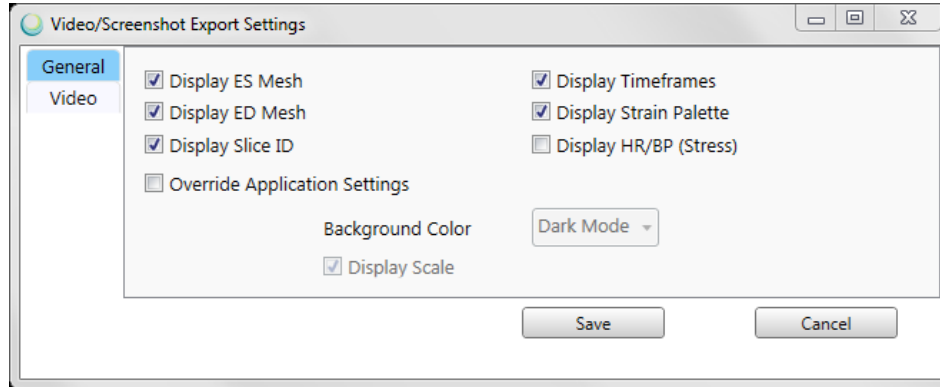 Video/Screenshot Export Settings
General
Video
Display ES Mesh
Display Timeframes
Display ED Mesh
Display Strain Palette
Display Slice ID
Display HR/BP (Stress)
Override Application Settings
Background Color
Dark Mode
Display Scale
Save
Cancel